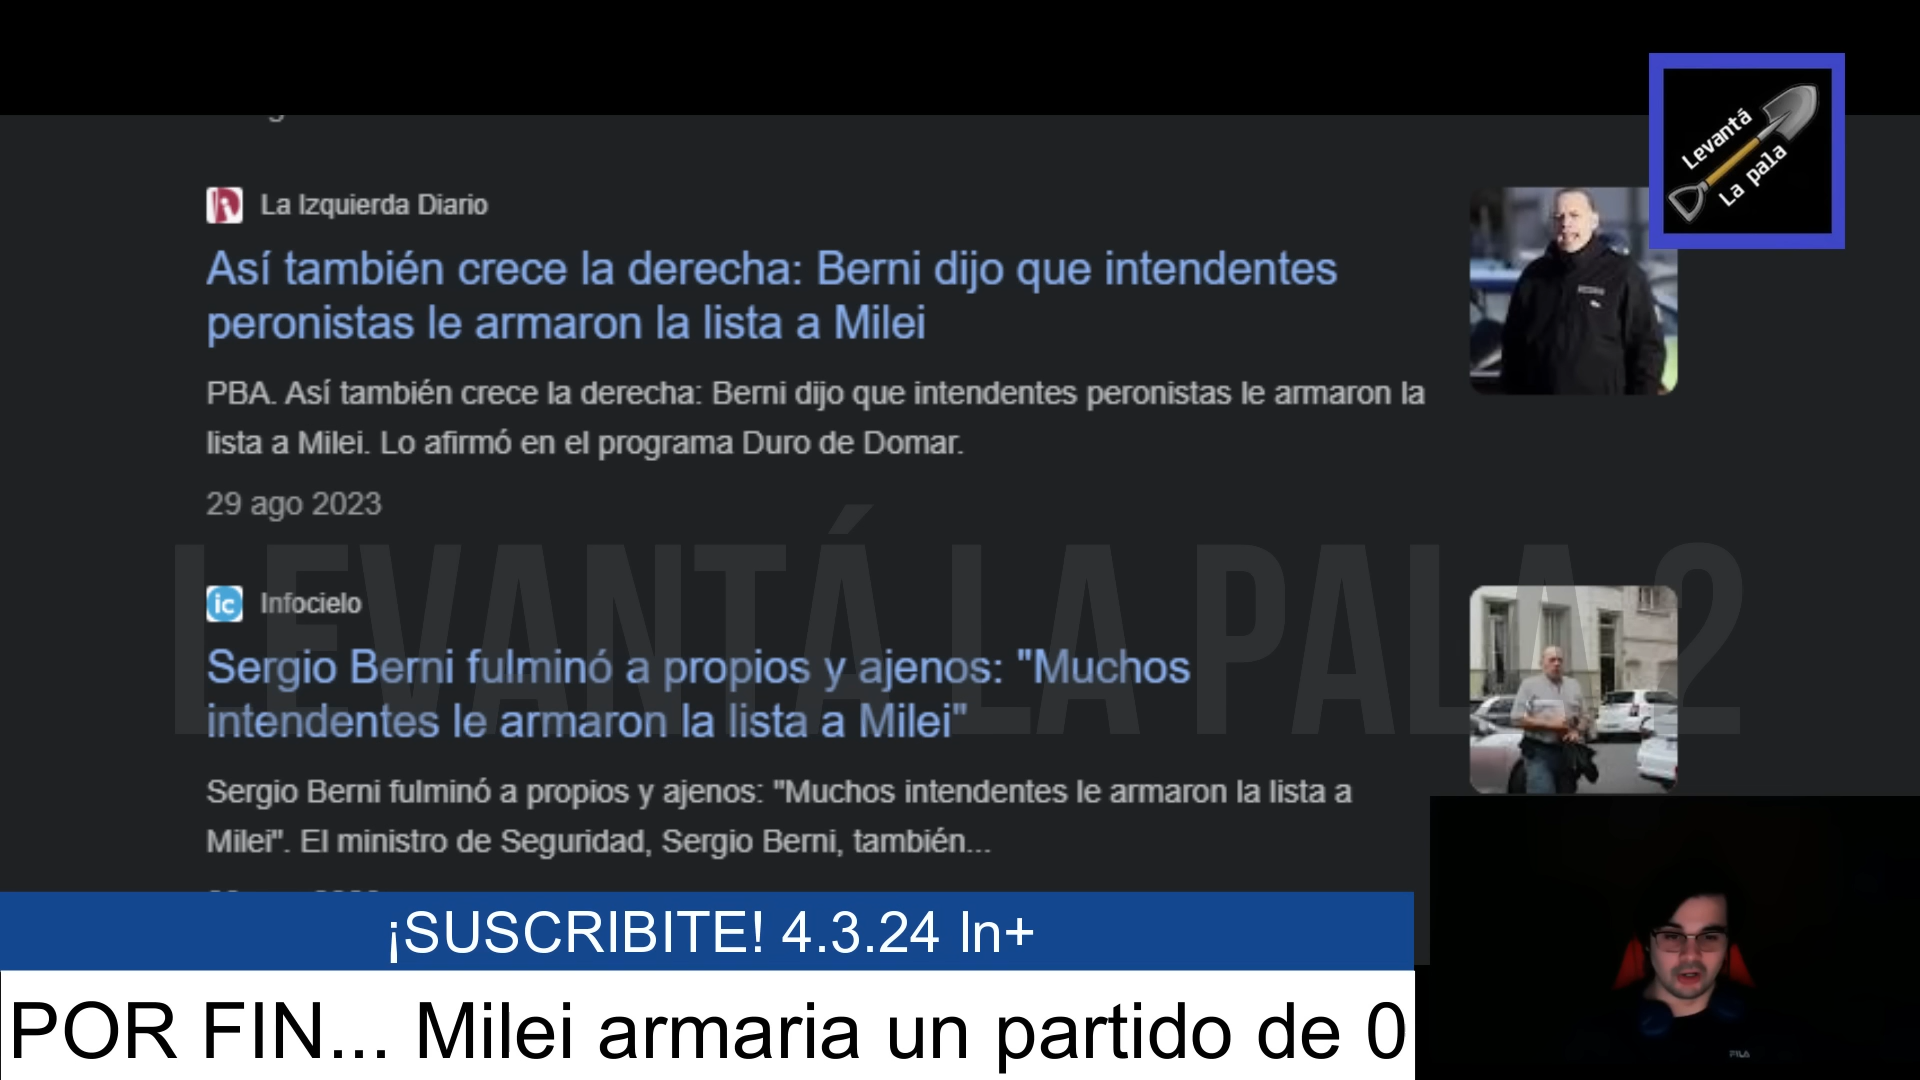 Levantá
La pala
La Izquierda Diario
Así también crece la derecha: Berni dijo que intendentes
peronistas le armaron la lista a Milei
PBA. Así también crece la derecha: Berni dijo que intendentes peronistas le armaron la
lista a Milei. Lo afirmó en el programa Duro de Domar.
29 ago 2023
LEVANTÁ LA PALA 2
ic Infocielo
Sergio Berni fulminó a propios y ajenos: "Muchos
intendentes le armaron la lista a Milei"
Sergio Berni fulminó a propios y ajenos: "Muchos intendentes le armaron la lista a
Milei". El ministro de Seguridad, Sergio Berni, también...
¡SUSCRIBITE! 4.3.24 ln+
POR FIN... Milei armaria un partido de 0
FILA